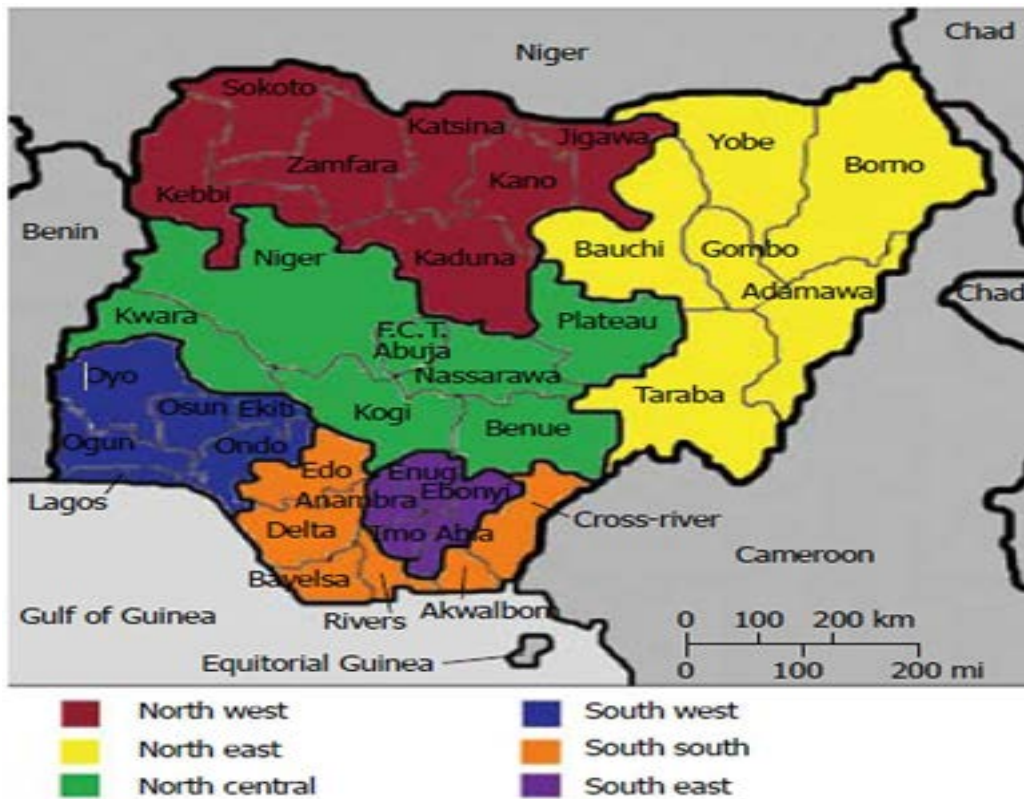 Chad
Niger
Sokoto
Katsina
Jigawa
Yobe
Borno
Zamfara
Kano
Kebbi
Benin
Bauchi
Gombo
Niger
Kaduna
Adamawa
Chad
Kwara
Plateau
F.C.T.
Abuja
Nassarawa
Oyo
Taraba
Osun Ekiti
Kogi
Benue
Ogun
Ondo
Edo
Enug
Ebonyi
Lagos
Anambra
Cross-river
Delta
Imo Abia
Cameroon
Bayelsa
Gulf of Guinea
Rivers
Akwalbom
0 100 200 km
Equitorial Guinea
0 100 200 mi
North west
South west
North east
South south
North central
South east